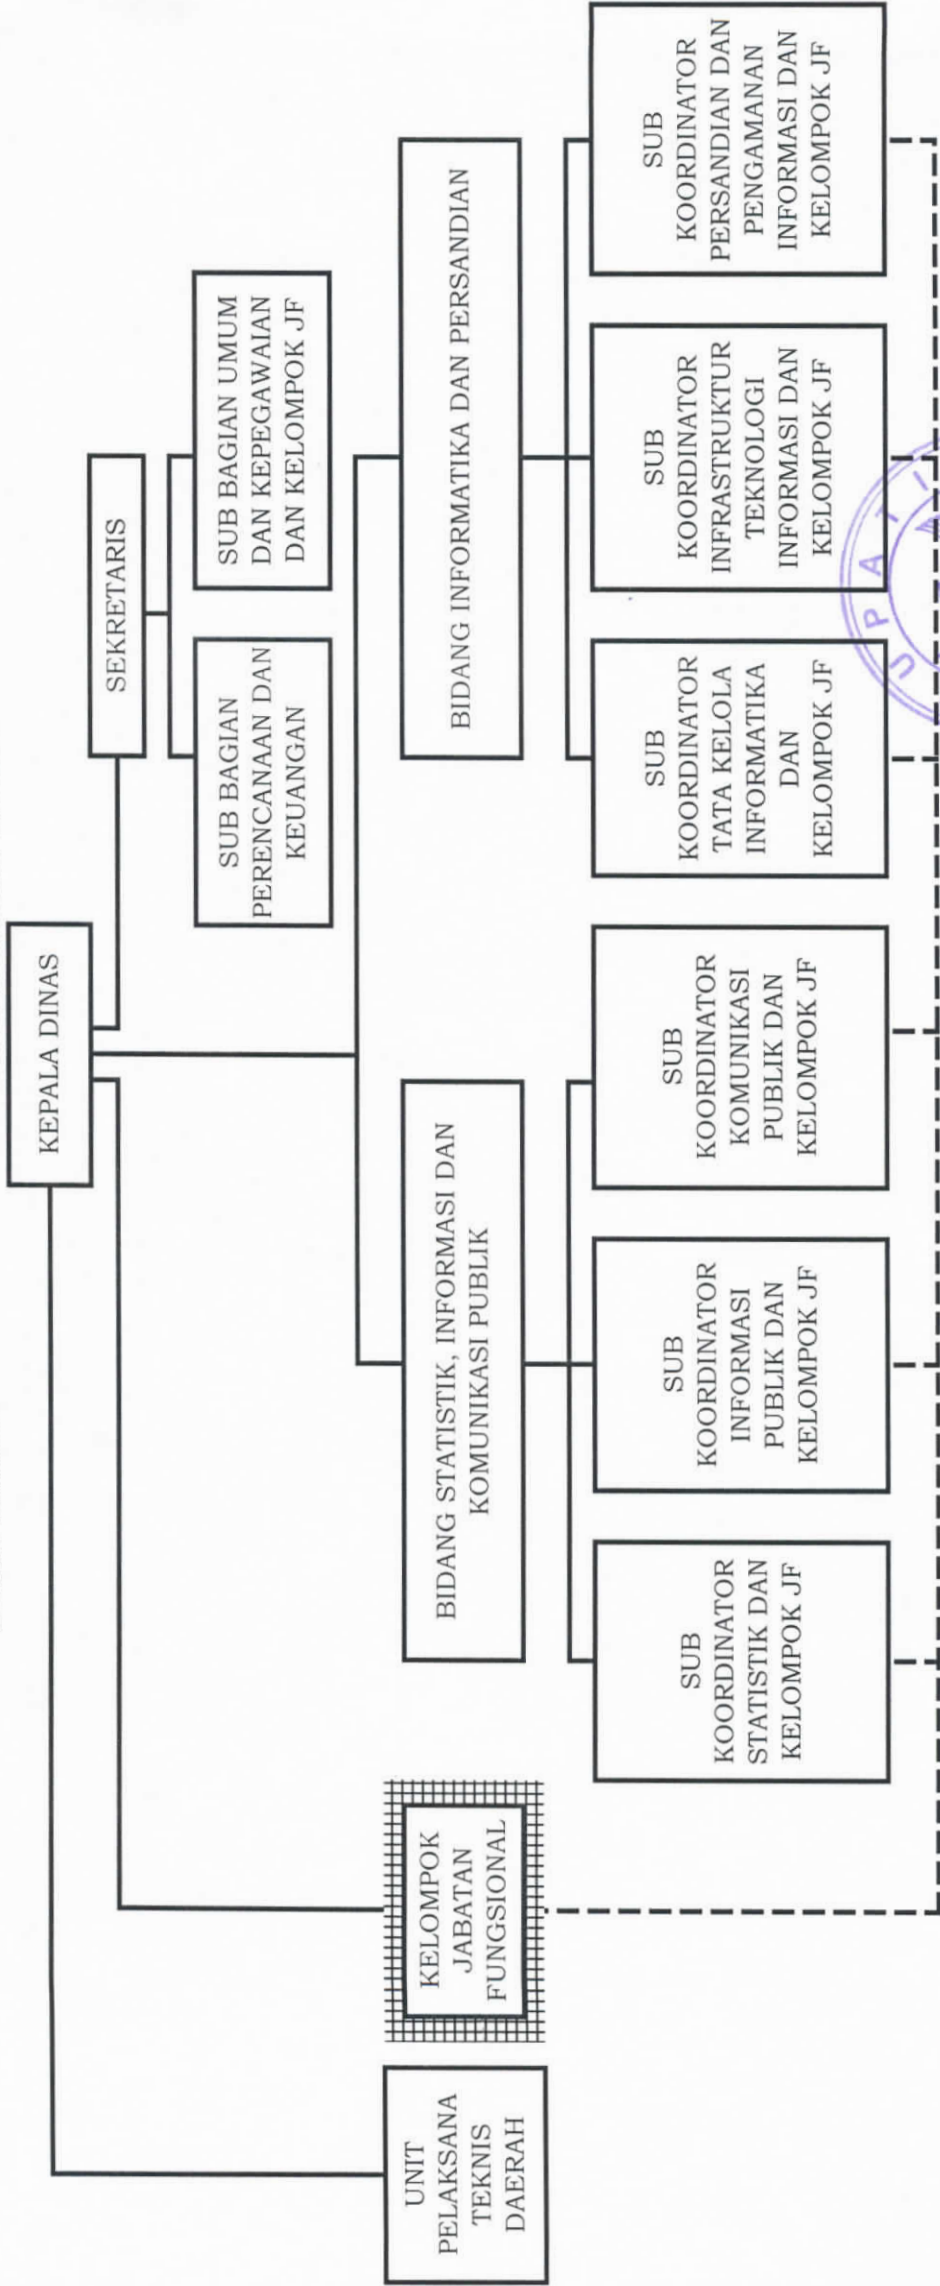 KEPALA DINAS
SEKRETARIS
SUB BAGIAN
PERENCANAAN DAN
KEUANGAN
SUB BAGIAN UMUM
DAN KEPEGAWAIAN
DAN KELOMPOK JF
UNIT
PELAKSANA
TEKNIS
DAERAH
KELOMPOK
JABATAN
FUNGSIONAL
BIDANG STATISTIK, INFORMASI DAN
KOMUNIKASI PUBLIK
BIDANG INFORMATIKA DAN PERSANDIAN
SUB
KOORDINATOR
STATISTIK DAN
KELOMPOK JF
SUB
KOORDINATOR
INFORMASI
PUBLIK DAN
KELOMPOK JF
SUB
KOORDINATOR
KOMUNIKASI
PUBLIK DAN
KELOMPOK JF
SUB
KOORDINATOR
TATA KELOLA
INFORMATIKA
DAN
KELOMPOK JF
SUB
KOORDINATOR
INFRASTRUKTUR
TEKNOLOGI
INFORMASI DAN
KELOMPOK JF
SUB
KOORDINATOR
PERSANDIAN DAN
PENGAMANAN
INFORMASI DAN
KELOMPOK JF
UPATI